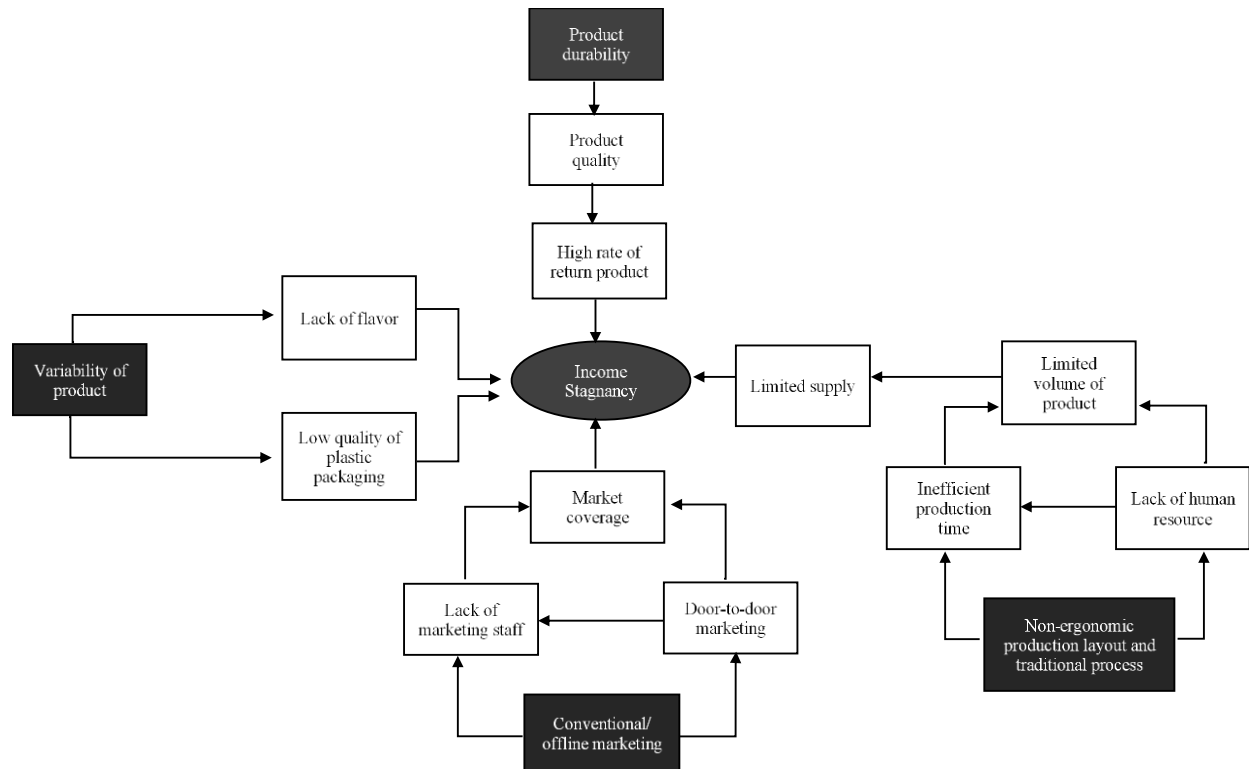 Product
durability
Product
quality
High rate of
return product
Lack of flavor
Variability of
product
Low quality of
plastic
packaging
Income
Stagnancy
Limited supply
Limited
volume of
product
Market
coverage
Inefficient
production
time
Lack of human
resource
Lack of
marketing staff
Door-to-door
marketing
Non-ergonomic
production layout and
traditional process
Conventional/
offline marketing